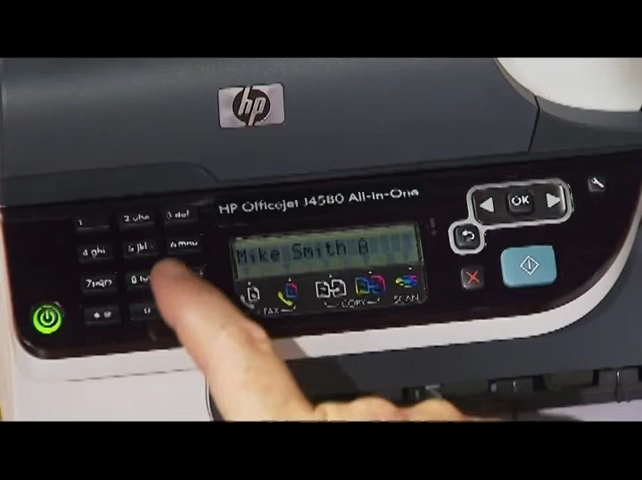 hp
HP Officejet J4580 All-in-One
OK
1
2 abc
3 def
4 ghi
5 jkl
6 mno
Mike Smith A
FAX
COPY
SCAN